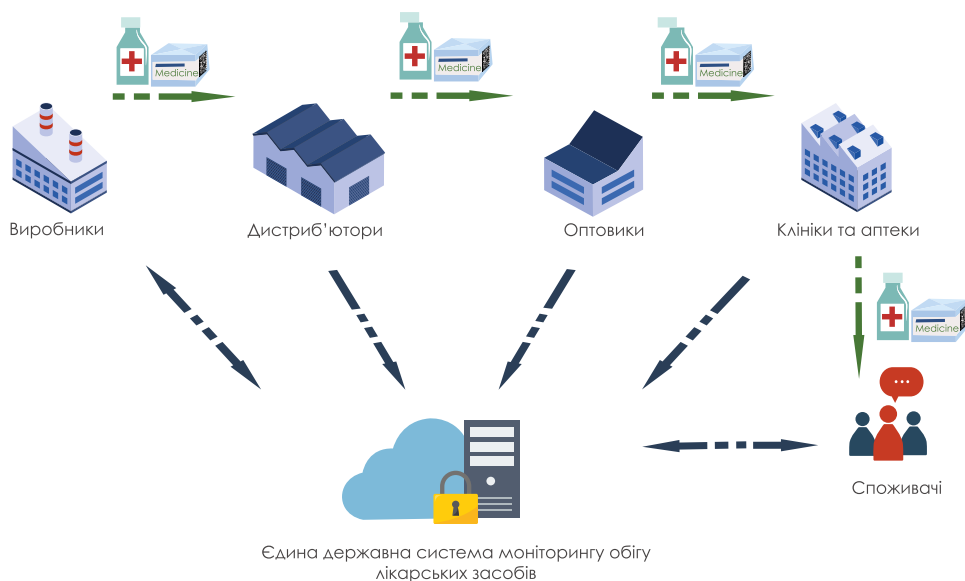 Medicine
Medicine
Medicine
Виробники
Дистриб'ютори
Оптовики
Клініки та аптеки
Medicine
Споживачі
Єдина державна система моніторингу обігу
лікарських засобів